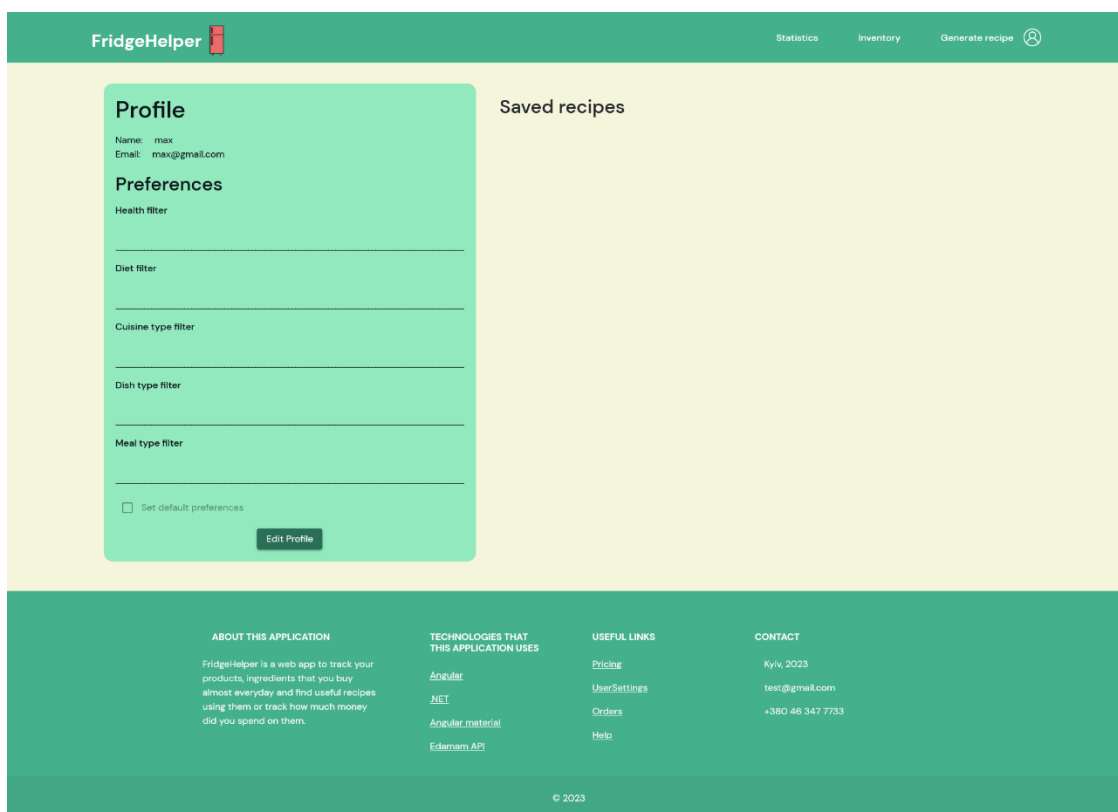 FridgeHelper
Statistics
Inventory
Generate recipe
Profile
Name: max
Email: max@gmail.com
Preferences
Health filter
Diet filter
Cuisine type filter
Dish type filter
Meal type filter
Set default preferences
Edit Profile
Saved recipes
ABOUT THIS APPLICATION
FridgeHelper is a web app to track your
products, ingredients that you buy
almost everyday and find useful recipes
using them or track how much money
did you spend on them.
TECHNOLOGIES THAT
THIS APPLICATION USES
Angular
.NET
Angular material
Edamam API
USEFUL LINKS
Pricing
UserSettings
Orders
Help
CONTACT
Kyiv, 2023
test@gmail.com
+380 46 347 7733
© 2023